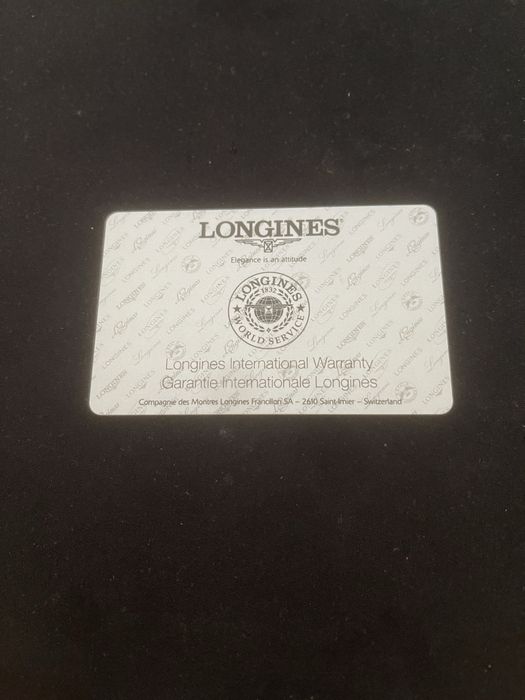 LONGINES®
Elegance is an attitude
LONGINES
1832
WORLD SERVICE
Longines International Warranty
Garantie Internationale Longines
Compagnie des Montres Longines Francillon SA – 2610 Saint-Imier – Switzerland